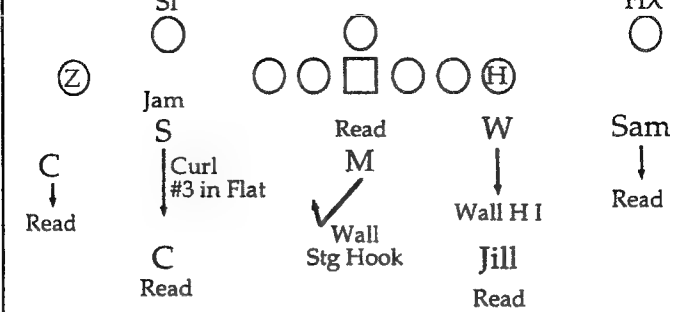 Z
H
Jam
S
Read
M
W
Sam
C
Curl
#3 in Flat
Read
Read
Wall H I
Wall
Stg Hook
C
Read
Jill
Read